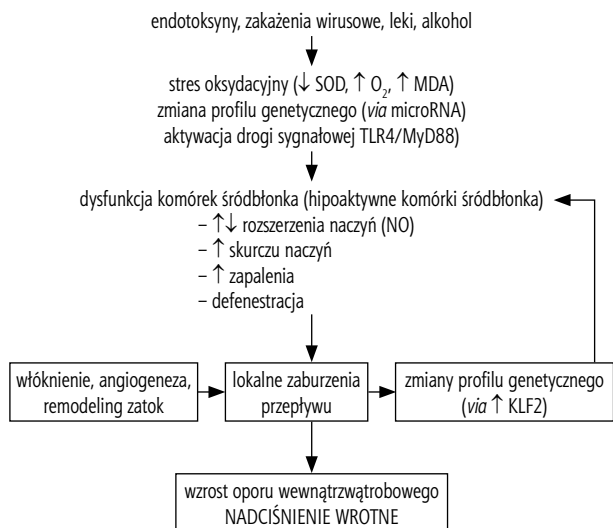 endotoksyny, zakażenia wirusowe, leki, alkohol
stres oksydacyjny (↓ SOD, ↑ O₂, ↑ MDA)
zmiana profilu genetycznego (via microRNA)
aktywacja drogi sygnałowej TLR4/MyD88)
dysfunkcja komórek śródbłonka (hipoaktywne komórki śródbłonka)
– ↑↓ rozszerzenia naczyń (NO)
– ↑ skurczu naczyń
– ↑ zapalenia
– defenestracja
włóknienie, angiogeneza,
remodeling zatok
lokalne zaburzenia
przepływu
zmiany profilu genetycznego
(via ↑ KLF2)
wzrost oporu wewnątrzwątrobowego
NADCIŚNIENIE WROTNE